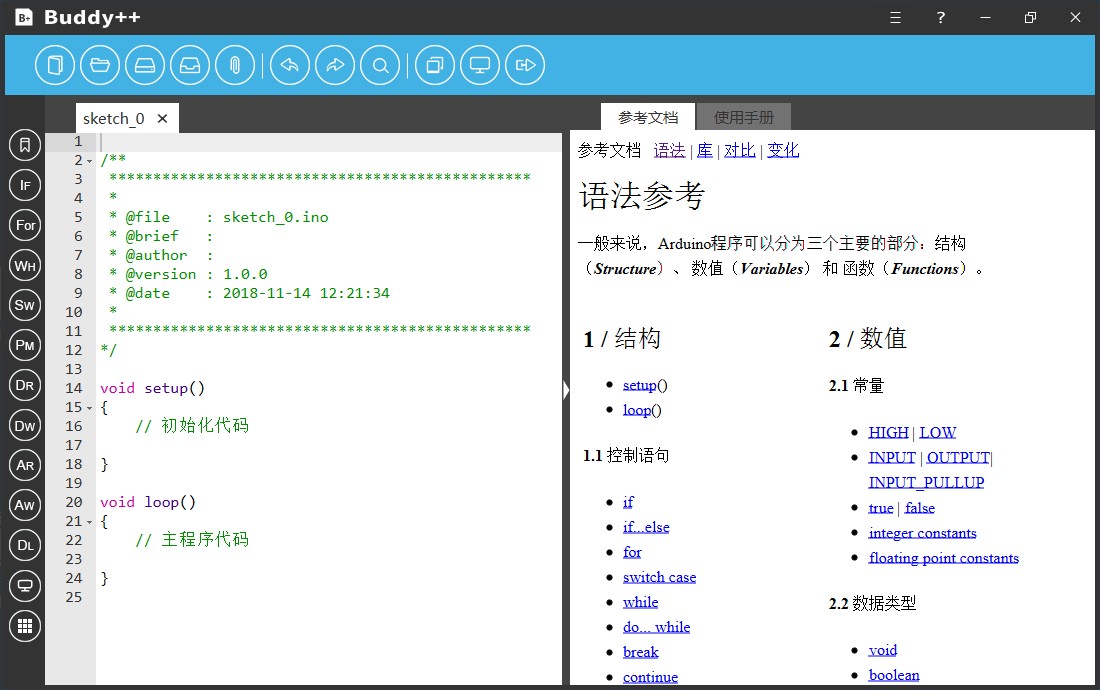 B+ Buddy++
?
sketch_0 ×
参考文档 使用手册
1
2 /**
3 ************************************************
4 *
5 * @file    : sketch_0.ino
6 * @brief   :
7 * @author  :
8 * @version : 1.0.0
9 * @date    : 2018-11-14 12:21:34
10 *
11 ************************************************
12 */
13
14 void setup()
15 {
16 // 初始化代码
17
18 }
19
20 void loop()
21 {
22 // 主程序代码
23
24 }
25
IF
For
WH
SW
PM
DR
DW
AR
AW
DL
参考文档 语法 | 库 | 对比 | 变化
语法参考
一般来说，Arduino程序可以分为三个主要的部分：结构
（Structure）、数值（Variables） 和 函数（Functions）。
1 / 结构
setup()
loop()
1.1 控制语句
if
if...else
for
switch case
while
do... while
break
continue
2 / 数值
2.1 常量
HIGH | LOW
INPUT | OUTPUT|
INPUT_PULLUP
true | false
integer constants
floating point constants
2.2 数据类型
void
boolean